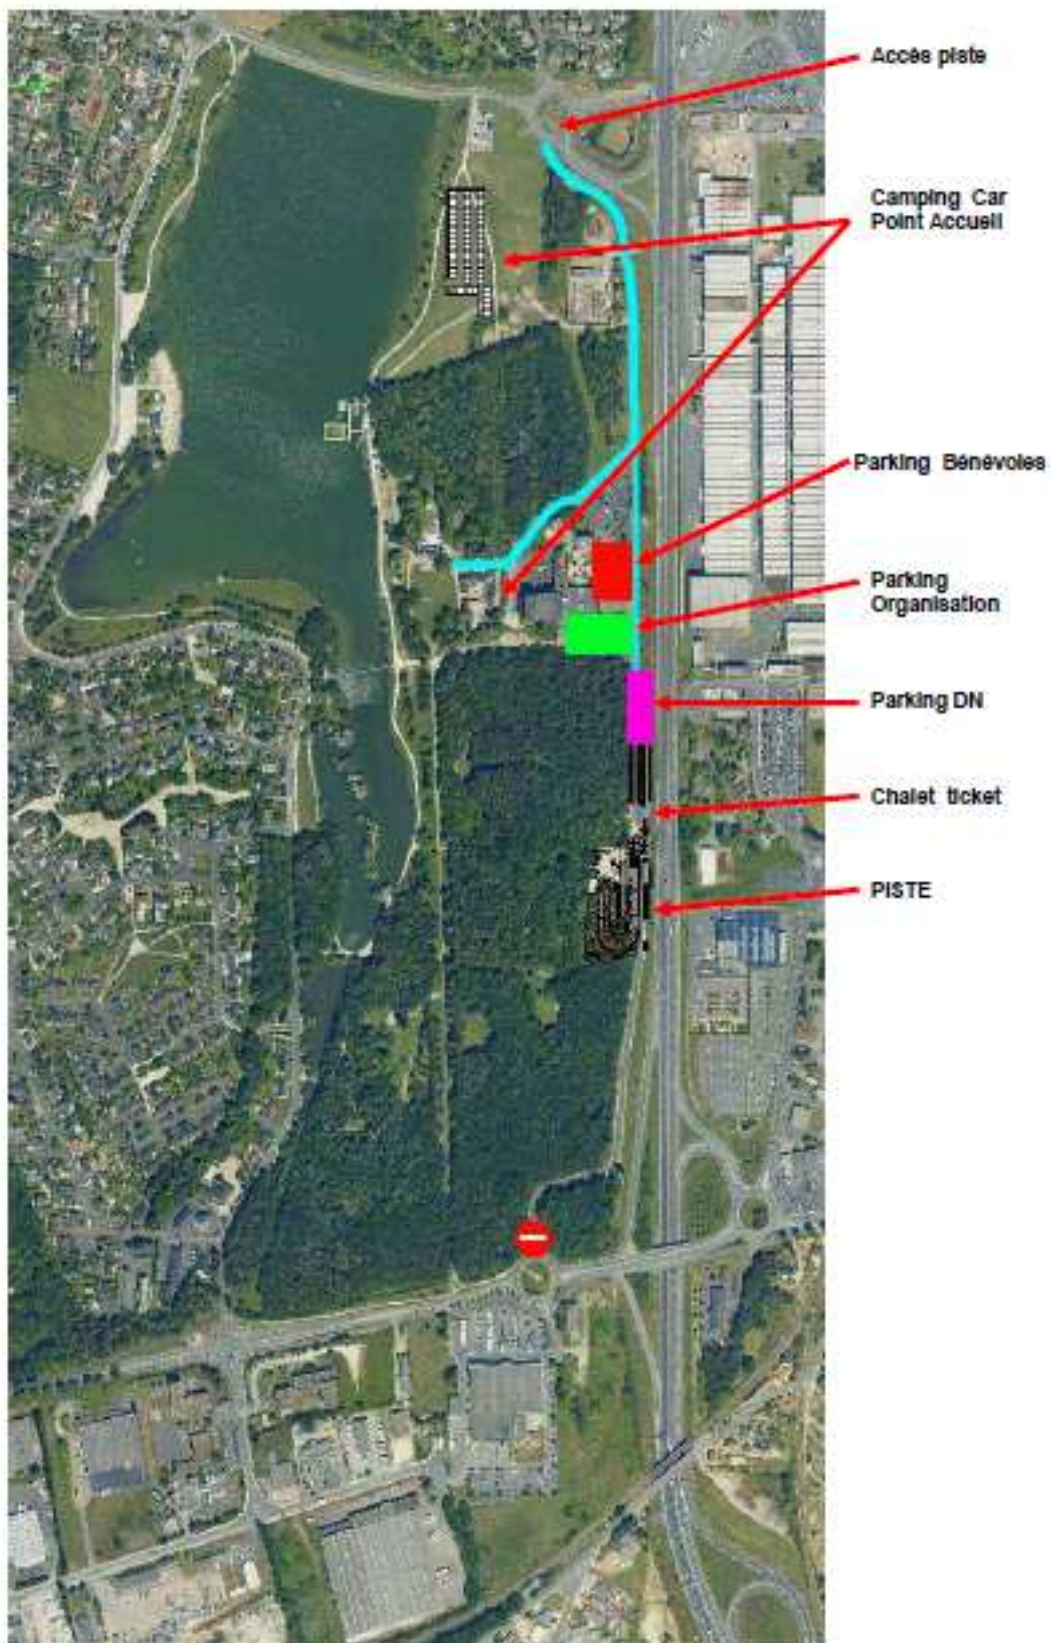 Accès piste
Camping Car
Point Accueil
Parking Bénévoles
Parking
Organisation
Parking DN
Chalet ticket
PISTE